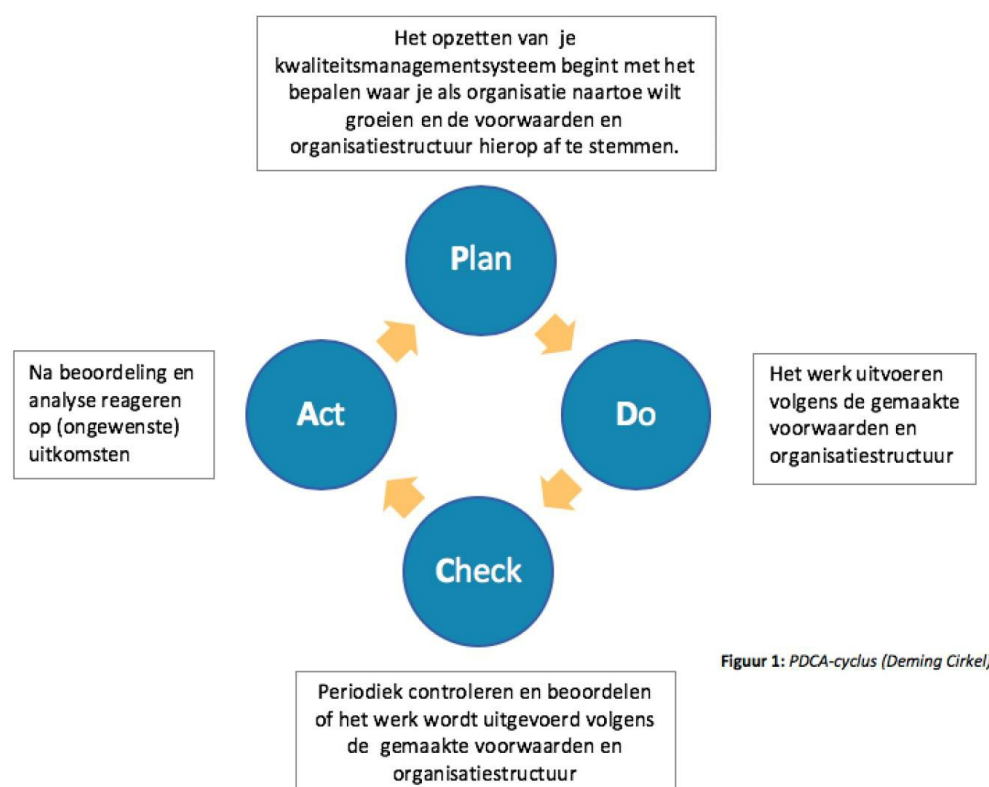 Het opzetten van je
kwaliteitsmanagementsysteem begint met het
bepalen waar je als organisatie naartoe wilt
groeien en de voorwaarden en
organisatiestructuur hierop af te stemmen.
Plan
Na beoordeling en
analyse reageren
op (ongewenste)
uitkomsten
Act
Do
Het werk uitvoeren
volgens de gemaakte
voorwaarden en
organisatiestructuur
Check
Figuur 1: PDCA-cyclus (Deming Cirkel)
Periodiek controleren en beoordelen
of het werk wordt uitgevoerd volgens
de gemaakte voorwaarden en
organisatiestructuur